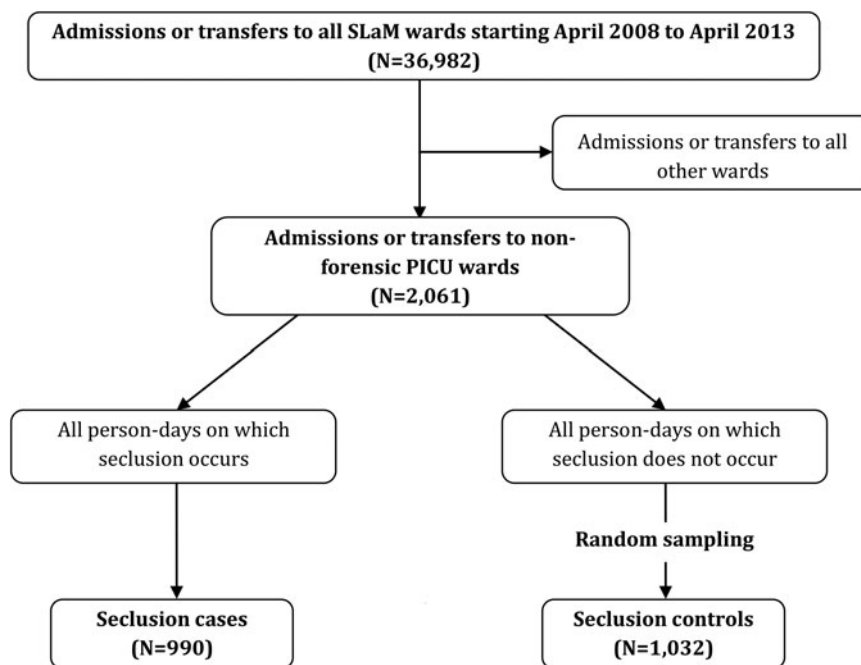 Admissions or transfers to all SLaM wards starting April 2008 to April 2013
(N=36,982)
Admissions or transfers to all
other wards
Admissions or transfers to non-
forensic PICU wards
(N=2,061)
All person-days on which
seclusion occurs
All person-days on which
seclusion does not occur
Random sampling
Seclusion cases
(N=990)
Seclusion controls
(N=1,032)